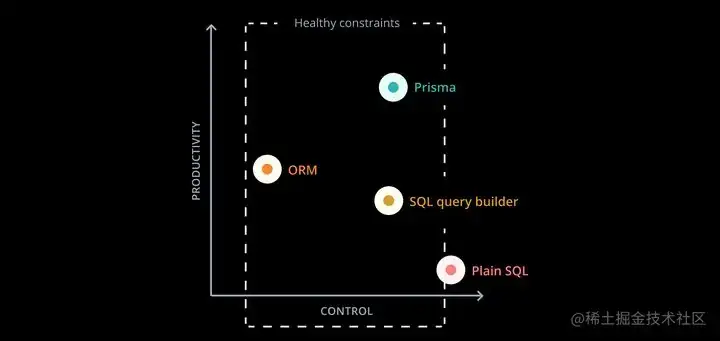 Healthy constraints
Prisma
PRODUCTIVITY
ORM
SQL query builder
Plain SQL
CONTROL
@稀土掘金技术社区